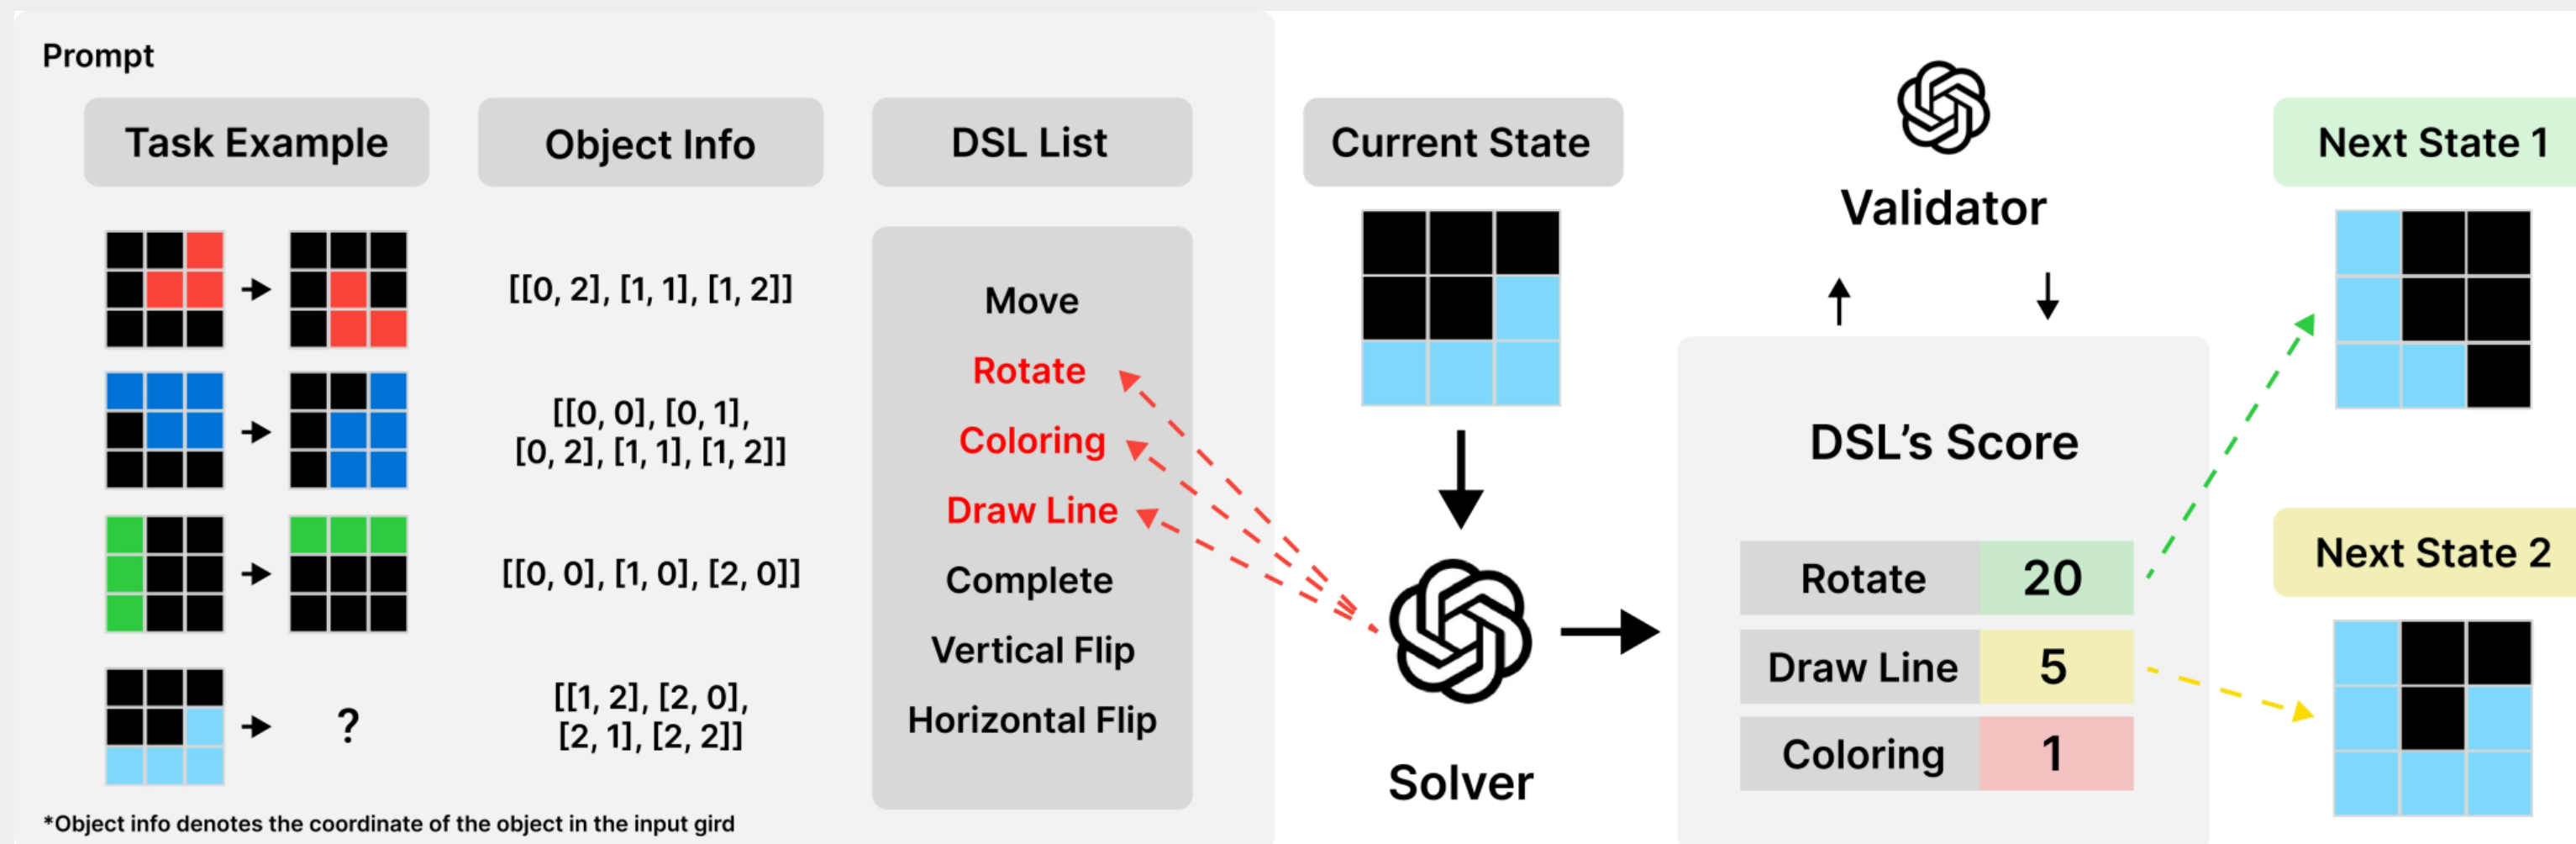 Prompt
Task Example
Object Info
DSL List
[[0, 2], [1, 1], [1, 2]]
[[0, 0], [0, 1],
[0, 2], [1, 1], [1, 2]]
[[0, 0], [1, 0], [2, 0]]
?
[[1, 2], [2, 0],
[2, 1], [2, 2]]
*Object info denotes the coordinate of the object in the input gird
Move
Rotate
Coloring
Draw Line
Complete
Vertical Flip
Horizontal Flip
Current State
Solver
Validator
DSL’s Score
Rotate 20
Draw Line 5
Coloring 1
Next State 1
Next State 2